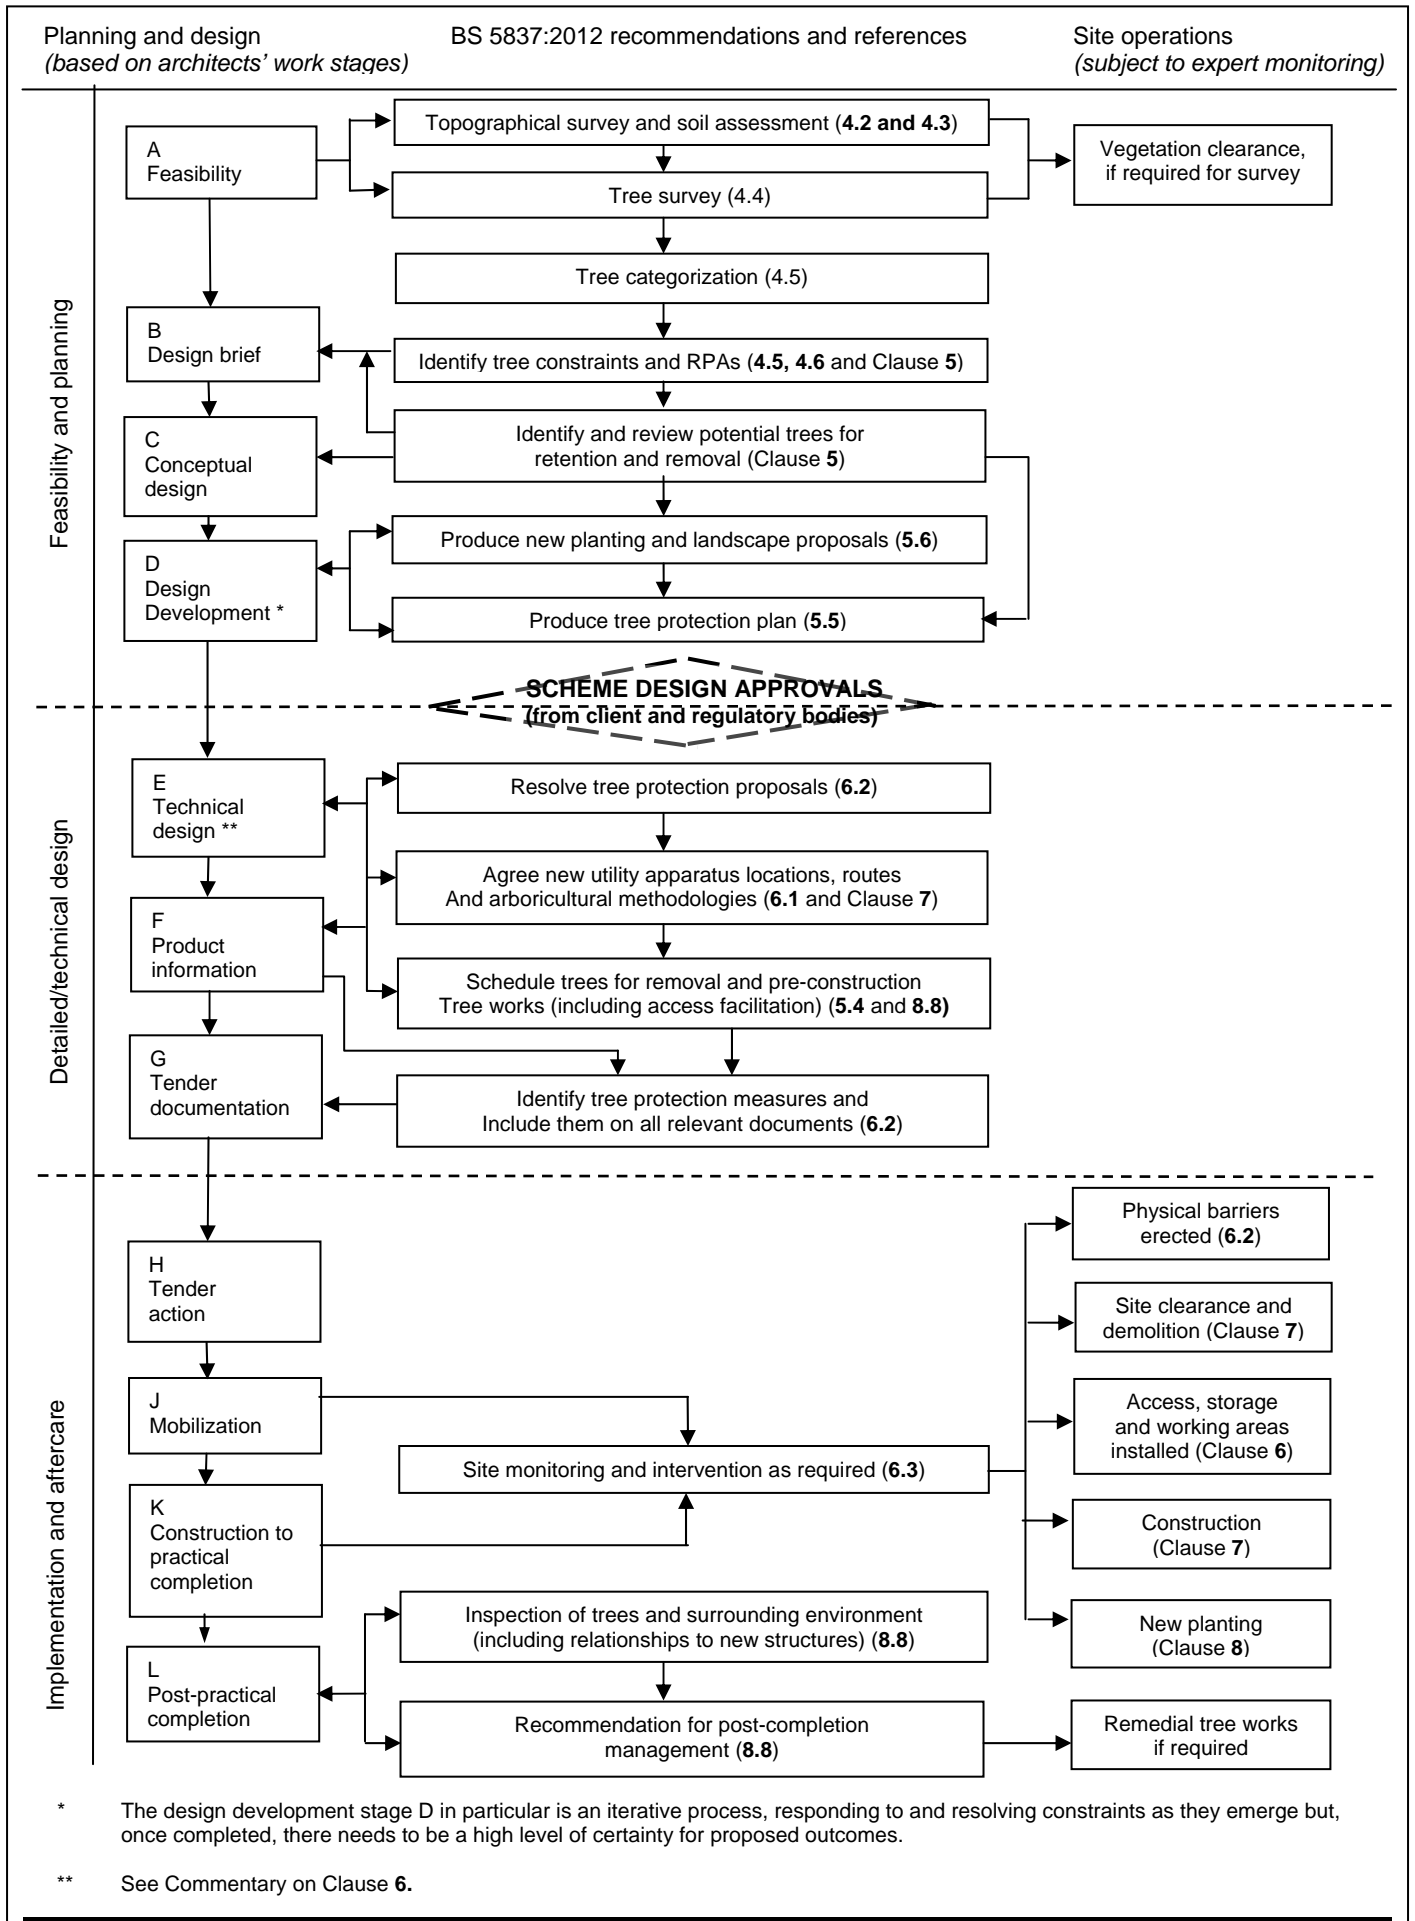 Planning and design
(based on architects' work stages)
BS 5837:2012 recommendations and references
Site operations
(subject to expert monitoring)
Feasibility and planning
A
Feasibility
Topographical survey and soil assessment (4.2 and 4.3)
Tree survey (4.4)
Vegetation clearance,
if required for survey
Tree categorization (4.5)
B
Design brief
Identify tree constraints and RPAs (4.5, 4.6 and Clause 5)
C
Conceptual
design
Identify and review potential trees for
retention and removal (Clause 5)
D
Design
Development *
Produce new planting and landscape proposals (5.6)
Produce tree protection plan (5.5)
SCHEME DESIGN APPROVALS
(from client and regulatory bodies)
Detailed/technical design
E
Technical
design **
Resolve tree protection proposals (6.2)
Agree new utility apparatus locations, routes
And arboricultural methodologies (6.1 and Clause 7)
F
Product
information
Schedule trees for removal and pre-construction
Tree works (including access facilitation) (5.4 and 8.8)
G
Tender
documentation
Identify tree protection measures and
Include them on all relevant documents (6.2)
Implementation and aftercare
H
Tender
action
J
Mobilization
Site monitoring and intervention as required (6.3)
K
Construction to
practical
completion
Physical barriers
erected (6.2)
Site clearance and
demolition (Clause 7)
Access, storage
and working areas
installed (Clause 6)
Construction
(Clause 7)
New planting
(Clause 8)
L
Post-practical
completion
Inspection of trees and surrounding environment
(including relationships to new structures) (8.8)
Recommendation for post-completion
management (8.8)
Remedial tree works
if required
* The design development stage D in particular is an iterative process, responding to and resolving constraints as they emerge but,
once completed, there needs to be a high level of certainty for proposed outcomes.
** See Commentary on Clause 6.